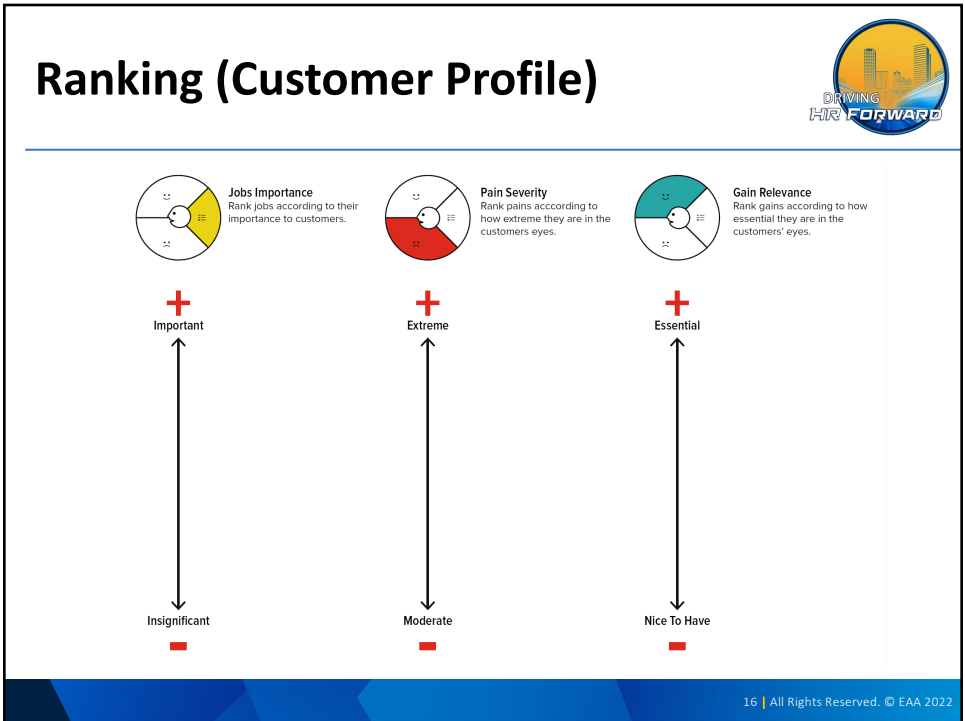 Ranking (Customer Profile)
DRIVING
HR FORWARD
Jobs Importance
Rank jobs according to their
importance to customers.
Pain Severity
Rank pains acccording to
how extreme they are in the
customers eyes.
Gain Relevance
Rank gains according to how
essential they are in the
customers' eyes.
+
Important
+
Extreme
+
Essential
Insignificant
-
Moderate
-
Nice To Have
-
16 | All Rights Reserved. © EAA 2022